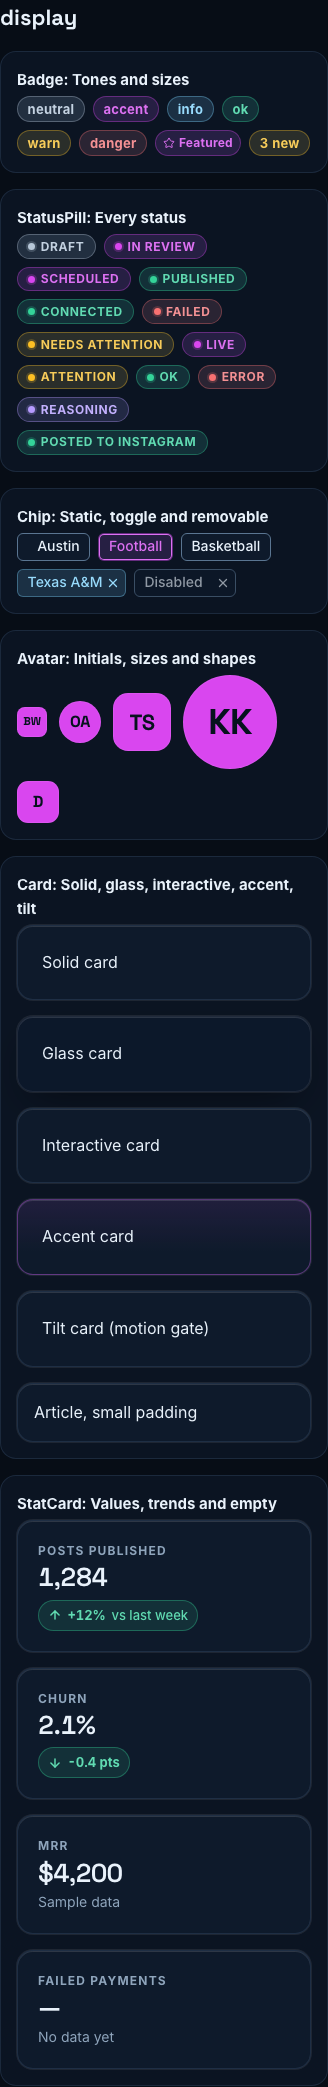 display
Badge: Tones and sizes
neutral accent info ok
warn danger Featured 3 new
StatusPill: Every status
DRAFT IN REVIEW
SCHEDULED PUBLISHED
CONNECTED FAILED
NEEDS ATTENTION LIVE
ATTENTION OK ERROR
REASONING
POSTED TO INSTAGRAM
Chip: Static, toggle and removable
Austin Football Basketball
Texas A&M × Disabled ×
Avatar: Initials, sizes and shapes
BW OA TS KK
D
Card: Solid, glass, interactive, accent,
tilt
Solid card
Glass card
Interactive card
Accent card
Tilt card (motion gate)
Article, small padding
StatCard: Values, trends and empty
POSTS PUBLISHED
1,284
↑ +12% vs last week
CHURN
2.1%
↓ -0.4 pts
MRR
$4,200
Sample data
FAILED PAYMENTS
—
No data yet